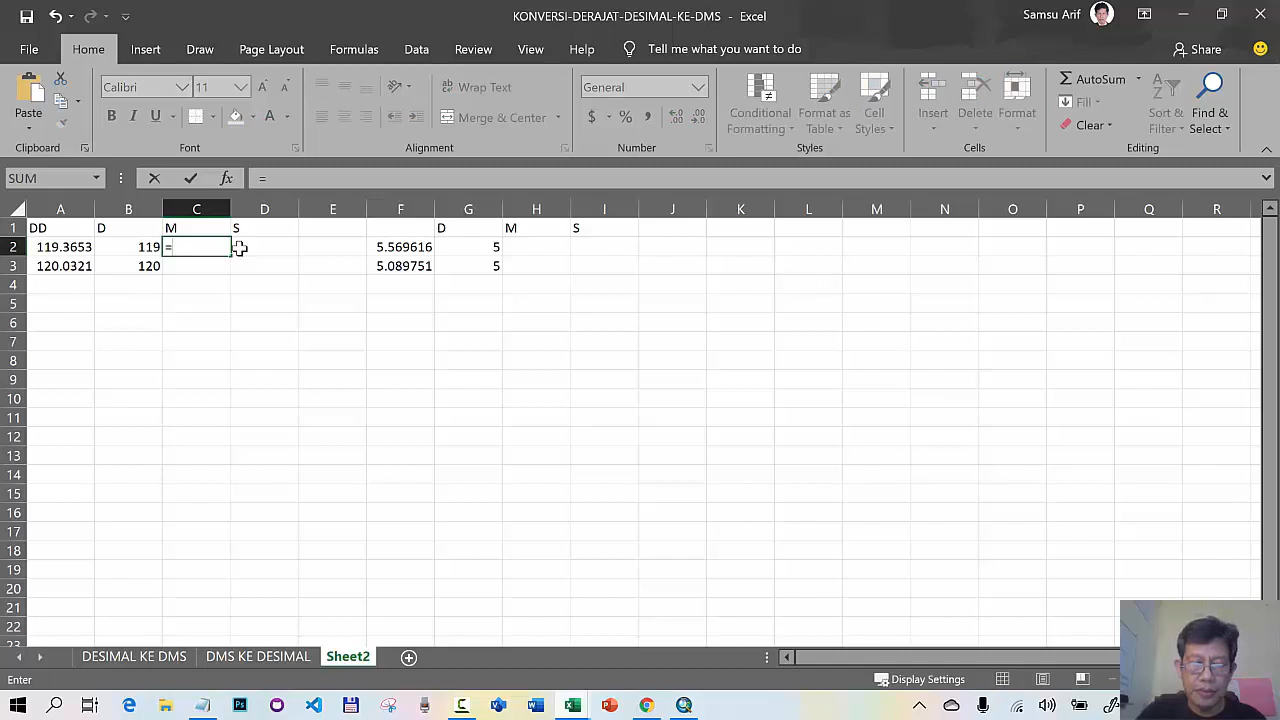 KONVERSI-DERAJAT-DESIMAL-KE-DMS - Excel
Samsu Arif
File Home Insert Draw Page Layout Formulas Data Review View Help Tell me what you want to do Share
Paste
Clipboard
Calibri 11
B I U A
Font
Wrap Text
Merge & Center
Alignment
General
$ % ,
Number
Conditional Formatting
Format as Table
Cell Styles
Styles
Insert Delete Format
Cells
AutoSum
Fill
Clear
Sort & Filter
Find & Select
Editing
SUM fx =
A B C D E F G H I J K L M N O P Q R
1 DD D M S D M S
2 119.3653 119 = 5.569616 5
3 120.0321 120 5.089751 5
4
5
6
7
8
9
10
11
12
13
14
15
16
17
18
19
20
21
22
23
DESIMAL KE DMS DMS KE DESIMAL Sheet2
Enter Display Settings